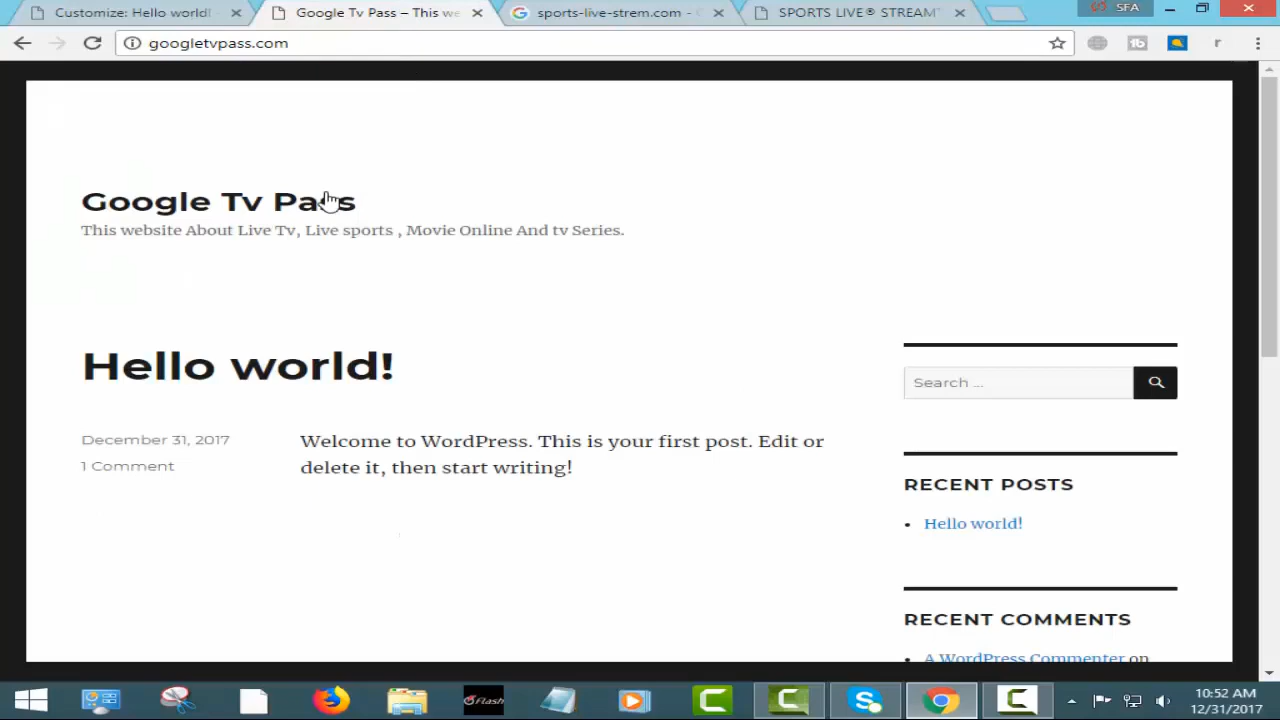 Customize: Hello world!
Google Tv Pass – This we
sports-live-strem.com -
SPORTS LIVE® STREAM
SFA
googletvpass.com
Google Tv Pass
This website About Live Tv, Live sports , Movie Online And tv Series.
Hello world!
Search ...
December 31, 2017
1 Comment
Welcome to WordPress. This is your first post. Edit or
delete it, then start writing!
RECENT POSTS
Hello world!
RECENT COMMENTS
A WordPress Commenter on
Flash
10:52 AM
12/31/2017